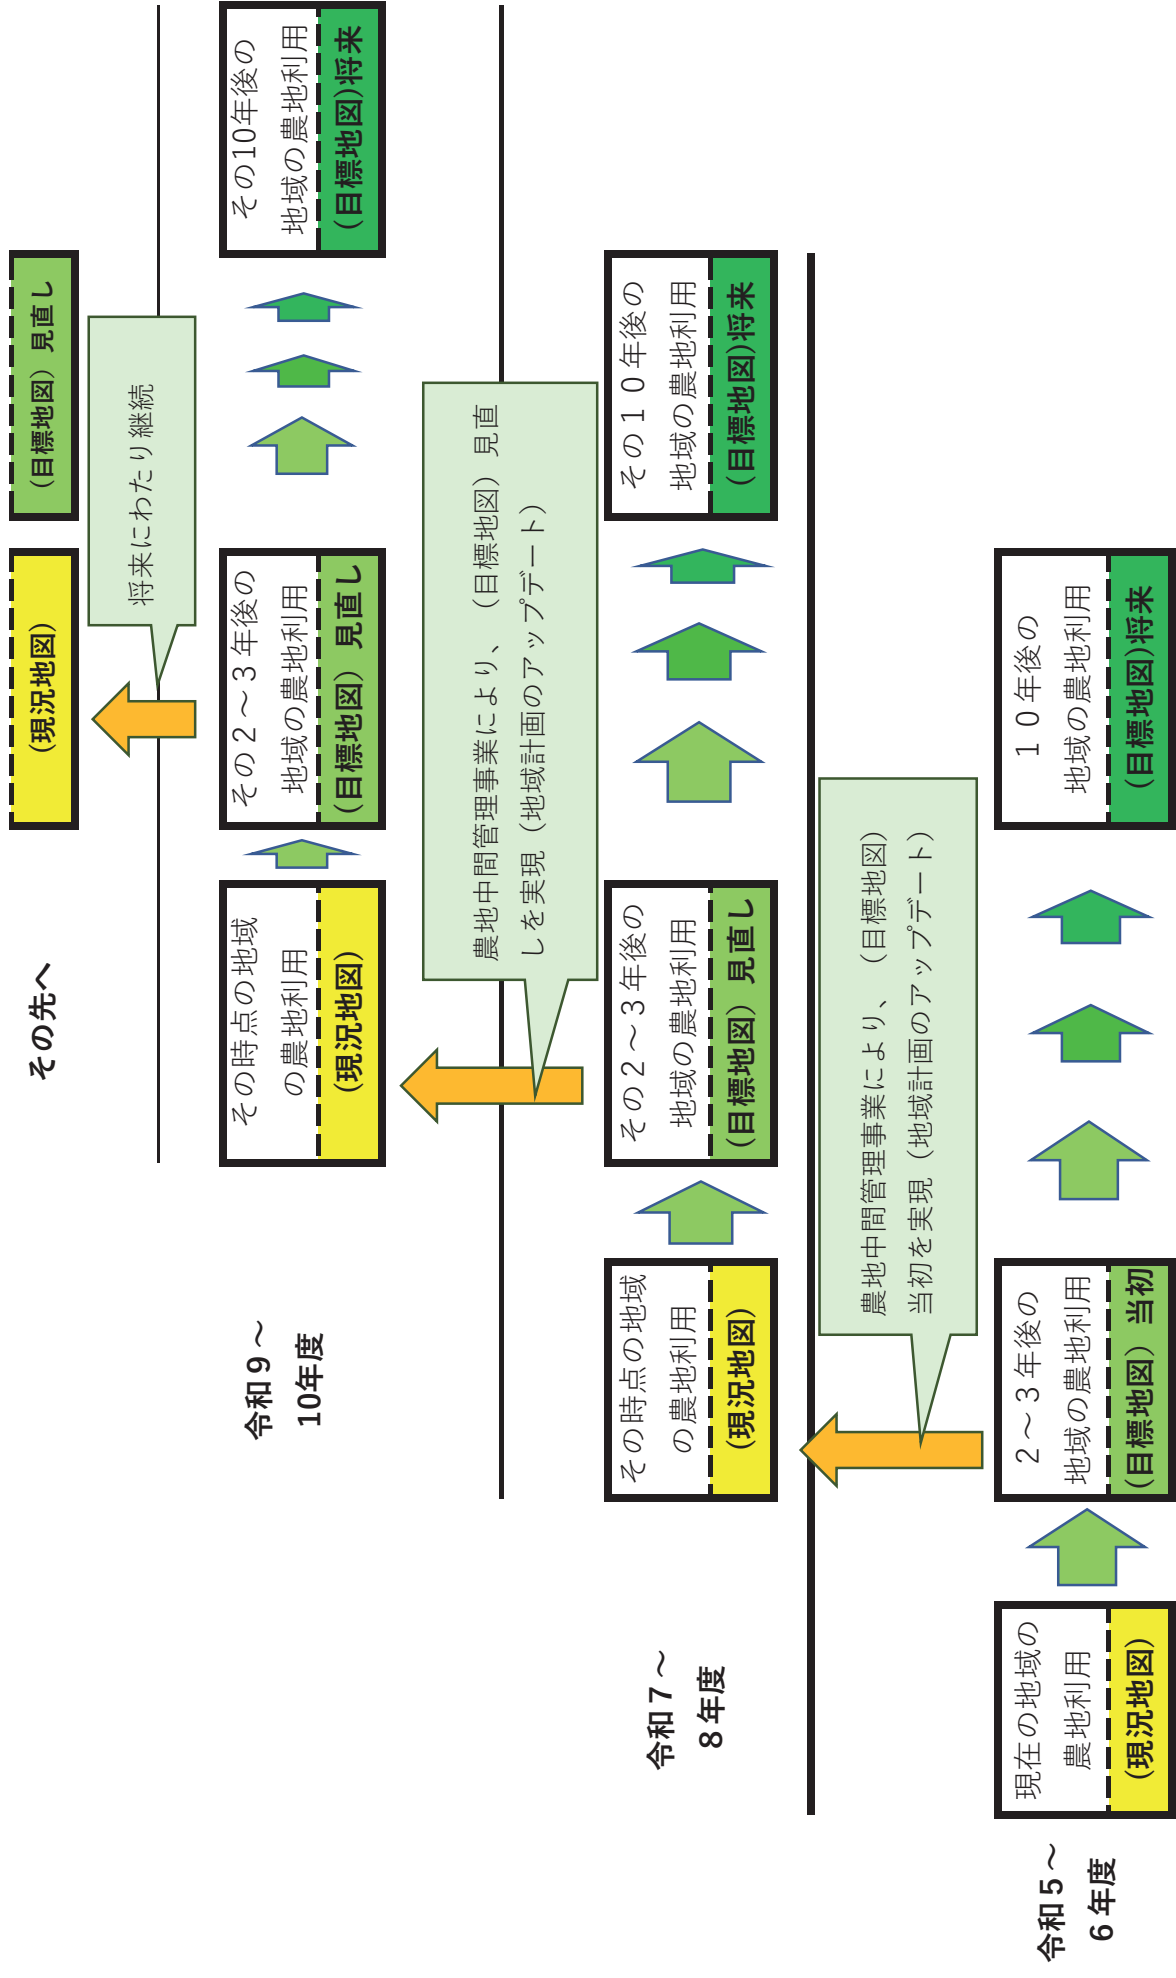 その先へ
(現況地図)
(目標地図) 見直し
将来にわたり継続
令和９～
10年度
その時点の地域
の農地利用
(現況地図)
その２～３年後の
地域の農地利用
(目標地図) 見直し
その10年後の
地域の農地利用
(目標地図)将来
農地中間管理事業により、（目標地図）見直
しを実現（地域計画のアップデート）
令和７～
８年度
その時点の地域
の農地利用
(現況地図)
その２～３年後の
地域の農地利用
(目標地図) 見直し
その１０年後の
地域の農地利用
(目標地図)将来
農地中間管理事業により、（目標地図）
当初を実現（地域計画のアップデート）
令和５～
６年度
現在の地域の
農地利用
(現況地図)
２～３年後の
地域の農地利用
(目標地図) 当初
１０年後の
地域の農地利用
(目標地図)将来